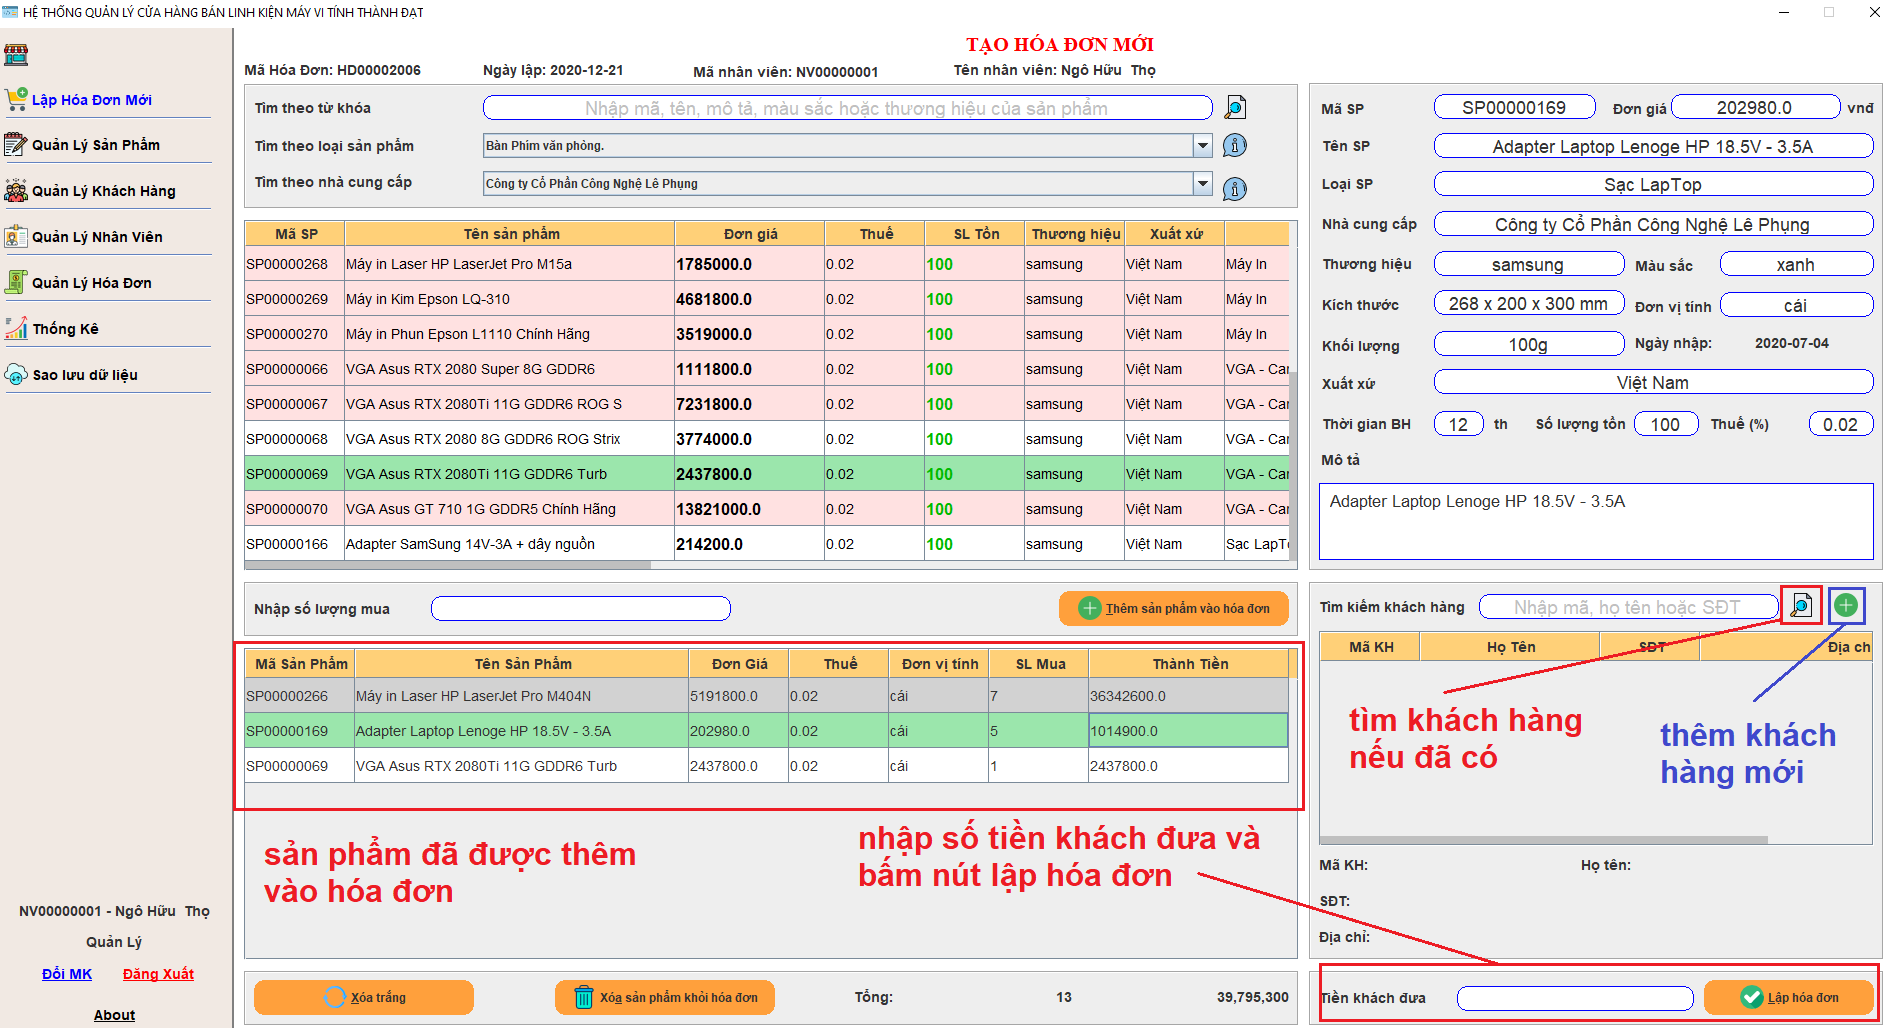 HỆ THỐNG QUẢN LÝ CỬA HÀNG BÁN LINH KIỆN MÁY VI TÍNH THÀNH ĐẠT
Lập Hóa Đơn Mới
Quản Lý Sản Phẩm
Quản Lý Khách Hàng
Quản Lý Nhân Viên
Quản Lý Hóa Đơn
Thống Kê
Sao lưu dữ liệu
NV00000001 - Ngô Hữu Thọ
Quản Lý
Đổi MK Đăng Xuất
About
TẠO HÓA ĐƠN MỚI
Mã Hóa Đơn: HD00002006 Ngày lập: 2020-12-21 Mã nhân viên: NV00000001 Tên nhân viên: Ngô Hữu Thọ
Tìm theo từ khóa Nhập mã, tên, mô tả, màu sắc hoặc thương hiệu của sản phẩm
Tìm theo loại sản phẩm Bàn Phím văn phòng.
Tìm theo nhà cung cấp Công ty Cổ Phần Công Nghệ Lê Phụng
Mã SP Tên sản phẩm Đơn giá Thuế SL Tồn Thương hiệu Xuất xứ
SP00000268 Máy in Laser HP LaserJet Pro M15a 1785000.0 0.02 100 samsung Việt Nam Máy In
SP00000269 Máy in Kim Epson LQ-310 4681800.0 0.02 100 samsung Việt Nam Máy In
SP00000270 Máy in Phun Epson L1110 Chính Hãng 3519000.0 0.02 100 samsung Việt Nam Máy In
SP00000066 VGA Asus RTX 2080 Super 8G GDDR6 1111800.0 0.02 100 samsung Việt Nam VGA - Car
SP00000067 VGA Asus RTX 2080Ti 11G GDDR6 ROG S 7231800.0 0.02 100 samsung Việt Nam VGA - Car
SP00000068 VGA Asus RTX 2080 8G GDDR6 ROG Strix 3774000.0 0.02 100 samsung Việt Nam VGA - Car
SP00000069 VGA Asus RTX 2080Ti 11G GDDR6 Turb 2437800.0 0.02 100 samsung Việt Nam VGA - Car
SP00000070 VGA Asus GT 710 1G GDDR5 Chính Hãng 13821000.0 0.02 100 samsung Việt Nam VGA - Car
SP00000166 Adapter SamSung 14V-3A + dây nguồn 214200.0 0.02 100 samsung Việt Nam Sạc LapT
Nhập số lượng mua Thêm sản phẩm vào hóa đơn
Mã Sản Phẩm Tên Sản Phẩm Đơn Giá Thuế Đơn vị tính SL Mua Thành Tiền
SP00000266 Máy in Laser HP LaserJet Pro M404N 5191800.0 0.02 cái 7 36342600.0
SP00000169 Adapter Laptop Lenoge HP 18.5V - 3.5A 202980.0 0.02 cái 5 1014900.0
SP00000069 VGA Asus RTX 2080Ti 11G GDDR6 Turb 2437800.0 0.02 cái 1 2437800.0
sản phẩm đã được thêm
vào hóa đơn
nhập số tiền khách đưa và
bấm nút lập hóa đơn
Xóa trắng Xóa sản phẩm khỏi hóa đơn Tổng: 13 39,795,300
Mã SP SP00000169 Đơn giá 202980.0 vnđ
Tên SP Adapter Laptop Lenoge HP 18.5V - 3.5A
Loại SP Sạc LapTop
Nhà cung cấp Công ty Cổ Phần Công Nghệ Lê Phụng
Thương hiệu samsung Màu sắc xanh
Kích thước 268 x 200 x 300 mm Đơn vị tính cái
Khối lượng 100g Ngày nhập: 2020-07-04
Xuất xứ Việt Nam
Thời gian BH 12 th Số lượng tồn 100 Thuế (%) 0.02
Mô tả
Adapter Laptop Lenoge HP 18.5V - 3.5A
Tìm kiếm khách hàng Nhập mã, họ tên hoặc SĐT
Mã KH Họ Tên SĐT Địa ch
tìm khách hàng
nếu đã có
thêm khách
hàng mới
Mã KH: Họ tên:
SĐT:
Địa chỉ:
Tiền khách đưa Lập hóa đơn